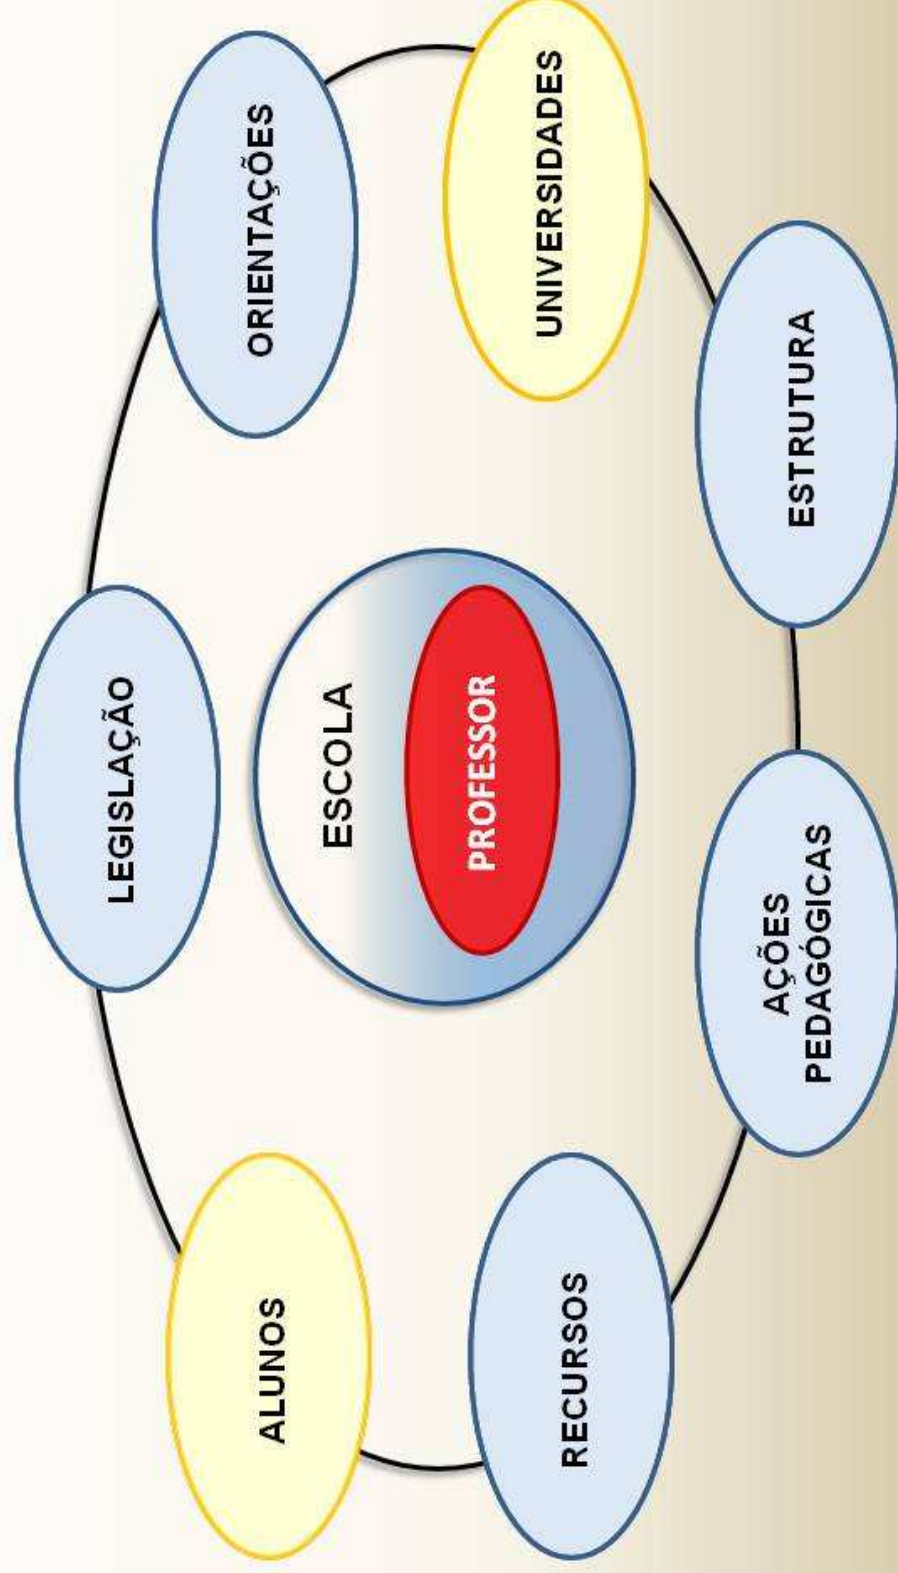 LEGISLAÇÃO
ALUNOS
ORIENTAÇÕES
ESCOLA
PROFESSOR
RECURSOS
UNIVERSIDADES
AÇÕES
PEDAGÓGICAS
ESTRUTURA